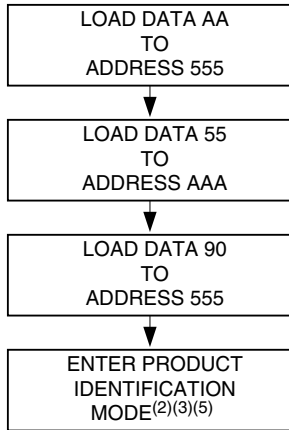 LOAD DATA AA
TO
ADDRESS 555
LOAD DATA 55
TO
ADDRESS AAA
LOAD DATA 90
TO
ADDRESS 555
ENTER PRODUCT
IDENTIFICATION
MODE(2)(3)(5)